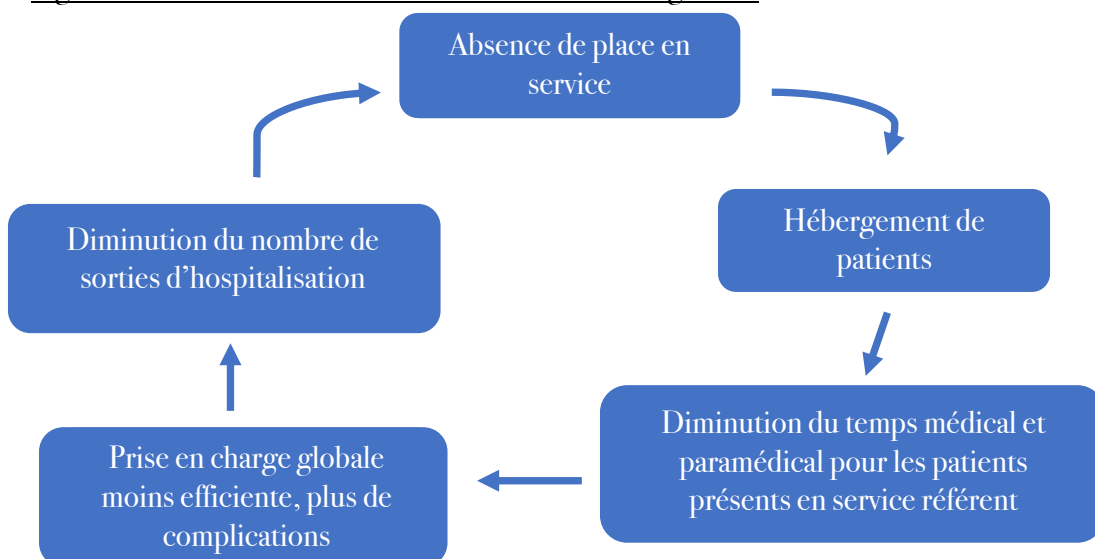 Absence de place en
service
Hébergement de
patients
Diminution du temps médical et
paramédical pour les patients
présents en service référent
Prise en charge globale
moins efficiente, plus de
complications
Diminution du nombre de
sorties d’hospitalisation